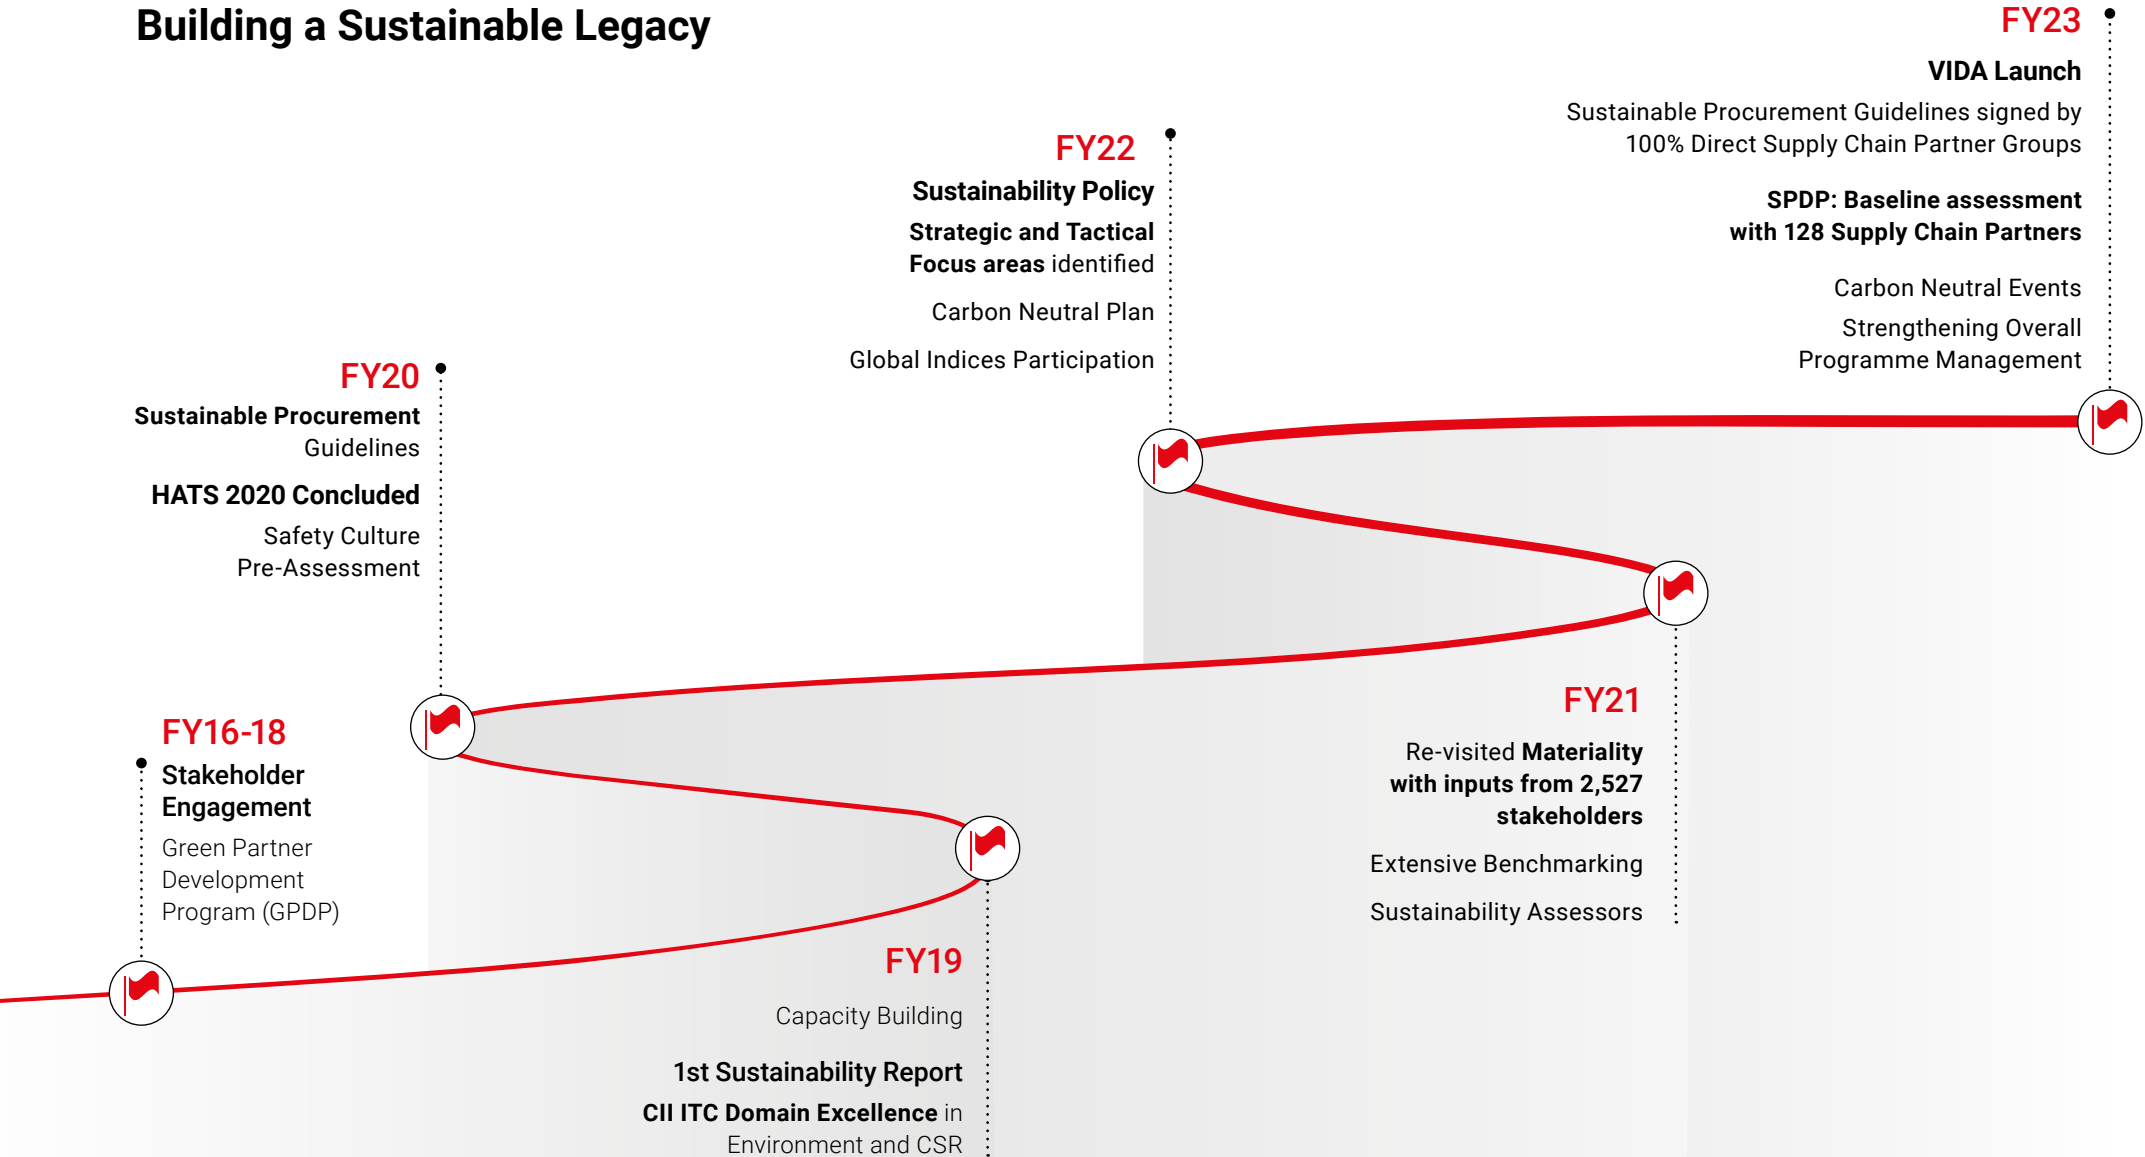 Building a Sustainable Legacy
FY16-18
Stakeholder
Engagement
Green Partner
Development
Program (GPDP)
FY19
Capacity Building
1st Sustainability Report
CII ITC Domain Excellence in
Environment and CSR
FY20
Sustainable Procurement
Guidelines
HATS 2020 Concluded
Safety Culture
Pre-Assessment
FY21
Re-visited Materiality
with inputs from 2,527
stakeholders
Extensive Benchmarking
Sustainability Assessors
FY22
Sustainability Policy
Strategic and Tactical
Focus areas identified
Carbon Neutral Plan
Global Indices Participation
FY23
VIDA Launch
Sustainable Procurement Guidelines signed by
100% Direct Supply Chain Partner Groups
SPDP: Baseline assessment
with 128 Supply Chain Partners
Carbon Neutral Events
Strengthening Overall
Programme Management